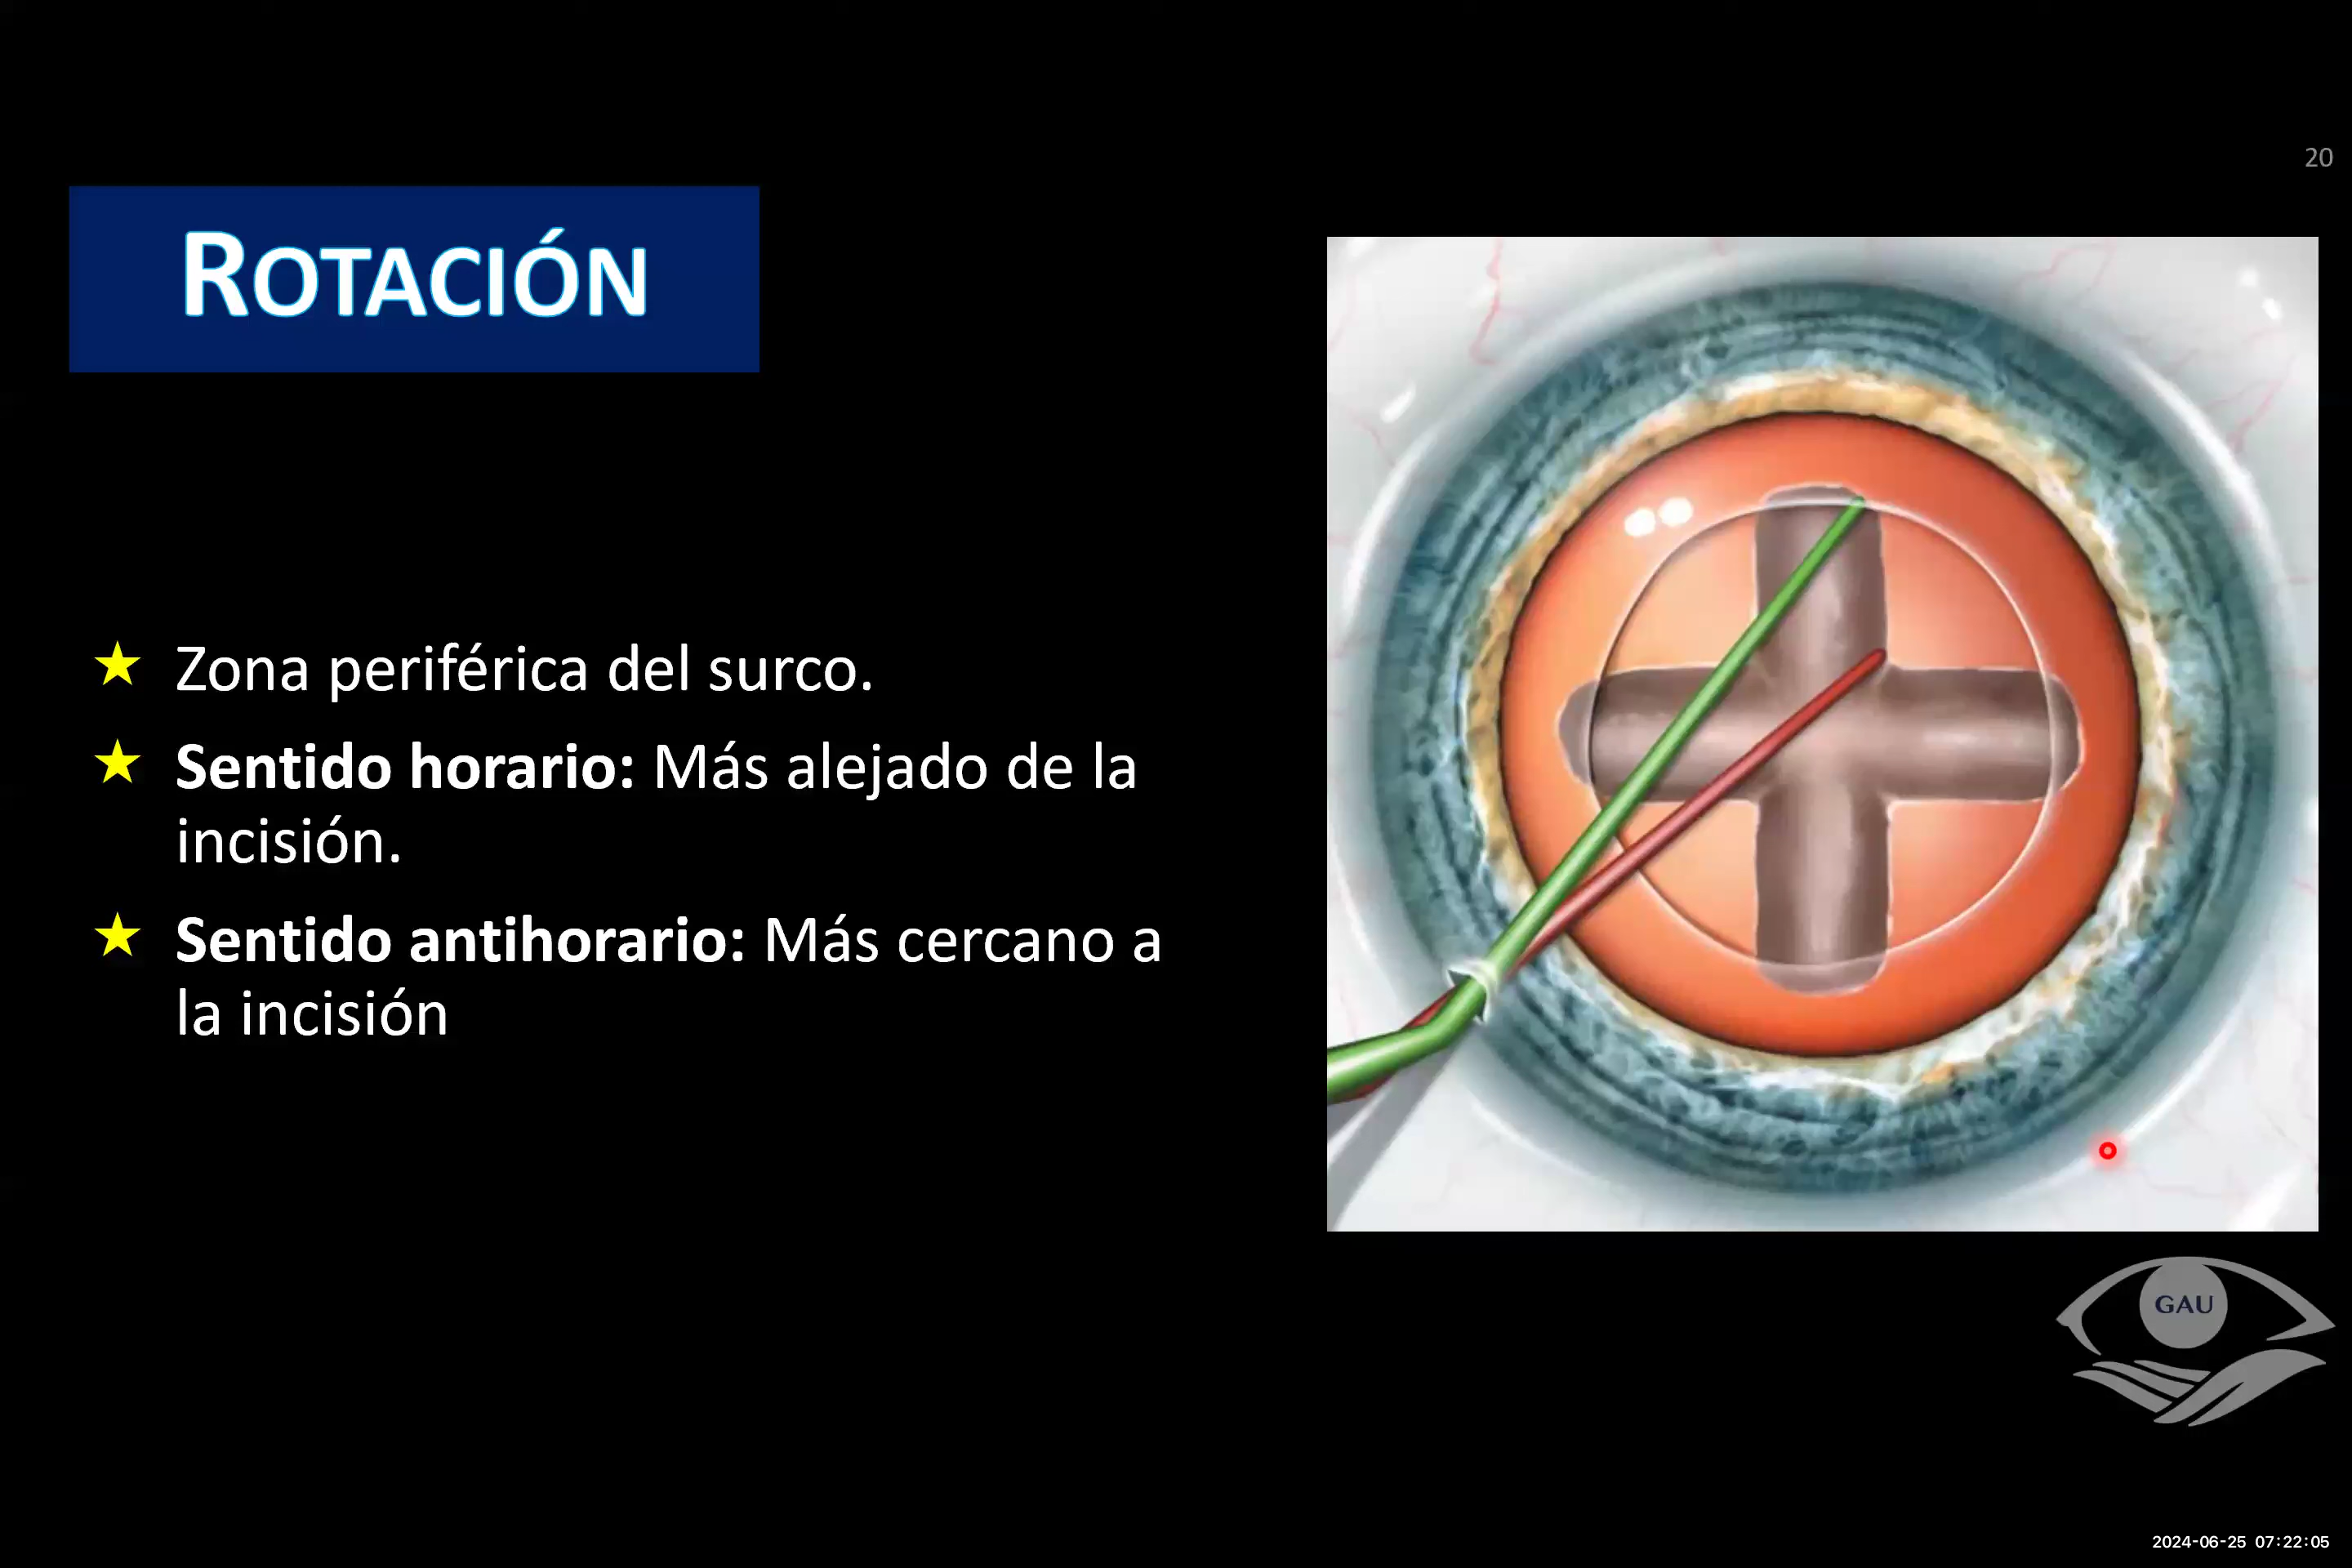 20
ROTACIÓN
Zona periférica del surco.
Sentido horario: Más alejado de la
incisión.
Sentido antihorario: Más cercano a
la incisión
GAU
2024-06-25 07:22:05